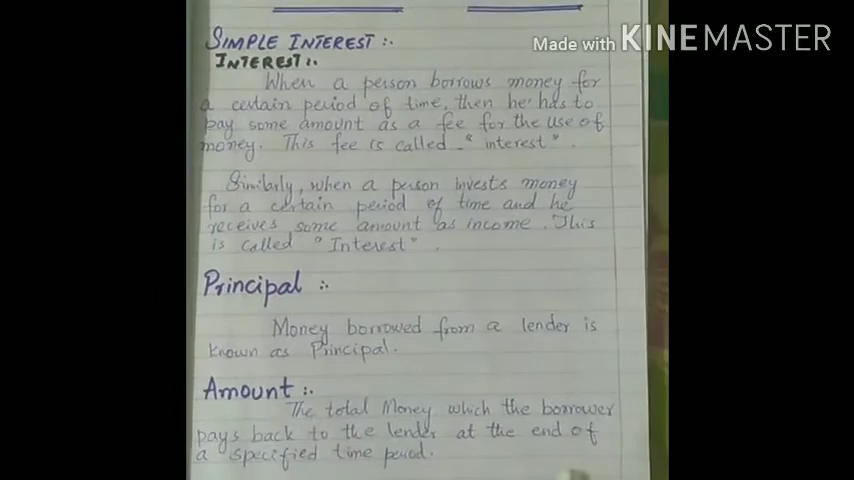 SIMPLE INTEREST :.
Made with KINEMASTER
INTEREST :.
When a person borrows money for
a certain period of time, then he has to
pay some amount as a fee for the use of
money. This fee is called "interest".
Similarly, when a person invests money
for a certain period of time and he
receives some amount as income. This
is called "Interest".
Principal :.
Money borrowed from a lender is
known as Principal.
Amount :.
The total Money which the borrower
pays back to the lender at the end of
a specified time period.